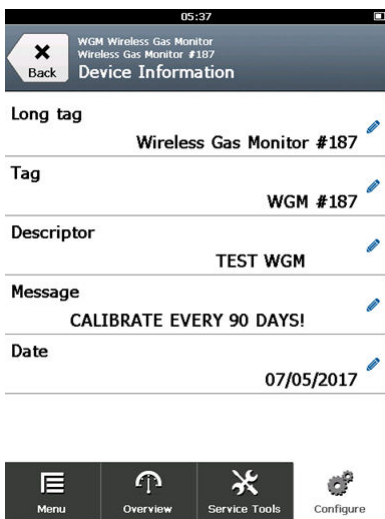 05:37
WGM Wireless Gas Monitor
Wireless Gas Monitor #187
Back
Device Information
Long tag
Wireless Gas Monitor #187
Tag
WGM #187
Descriptor
TEST WGM
Message
CALIBRATE EVERY 90 DAYS!
Date
07/05/2017
Menu
Overview
Service Tools
Configure